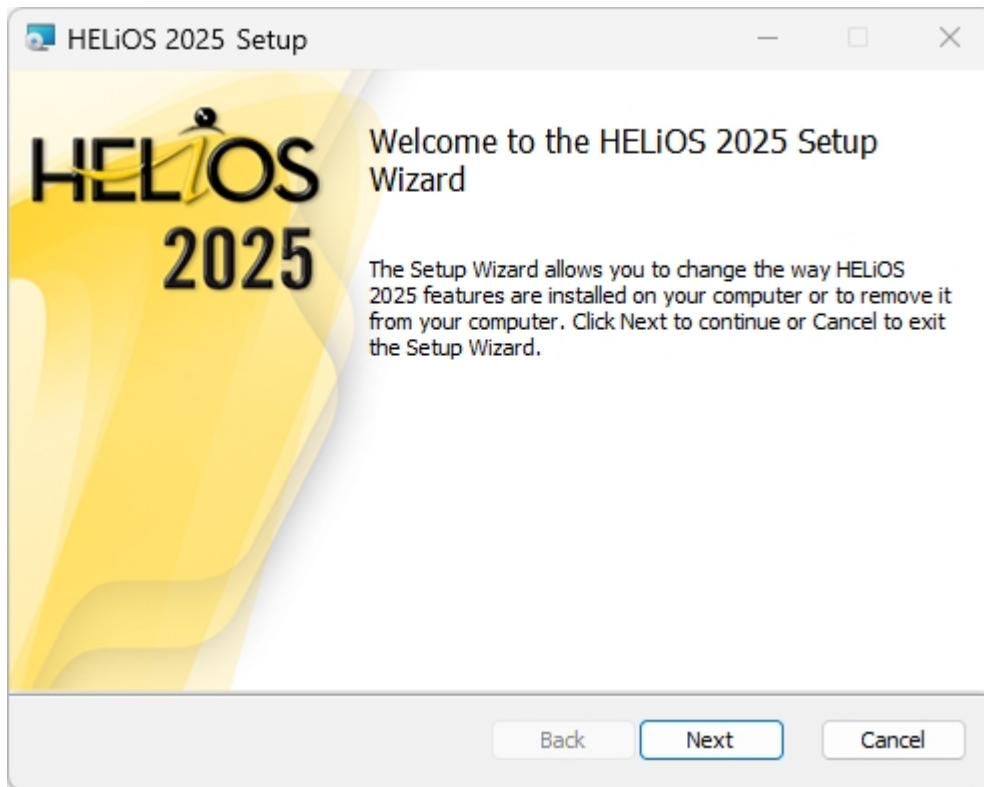 HELiOS 2025 Setup
HELiOS
2025
Welcome to the HELiOS 2025 Setup
Wizard
The Setup Wizard allows you to change the way HELiOS
2025 features are installed on your computer or to remove it
from your computer. Click Next to continue or Cancel to exit
the Setup Wizard.
Back
Next
Cancel